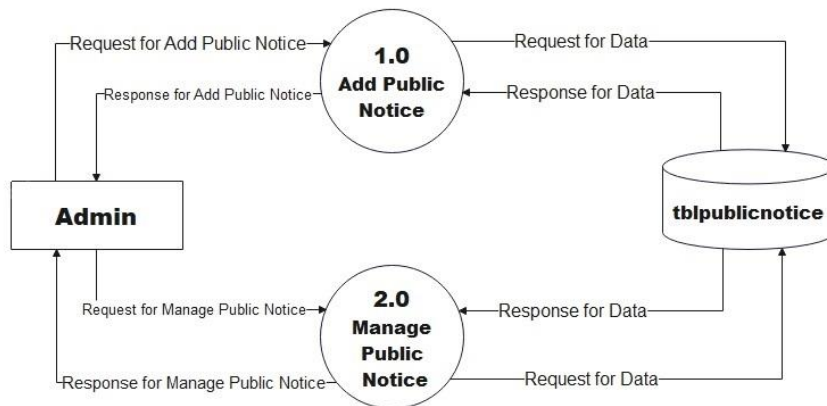 Request for Add Public Notice
1.0
Add Public
Notice
Request for Data
Response for Add Public Notice
Response for Data
Admin
tblpublicnotice
Request for Manage Public Notice
2.0
Manage
Public
Notice
Response for Data
Response for Manage Public Notice
Request for Data